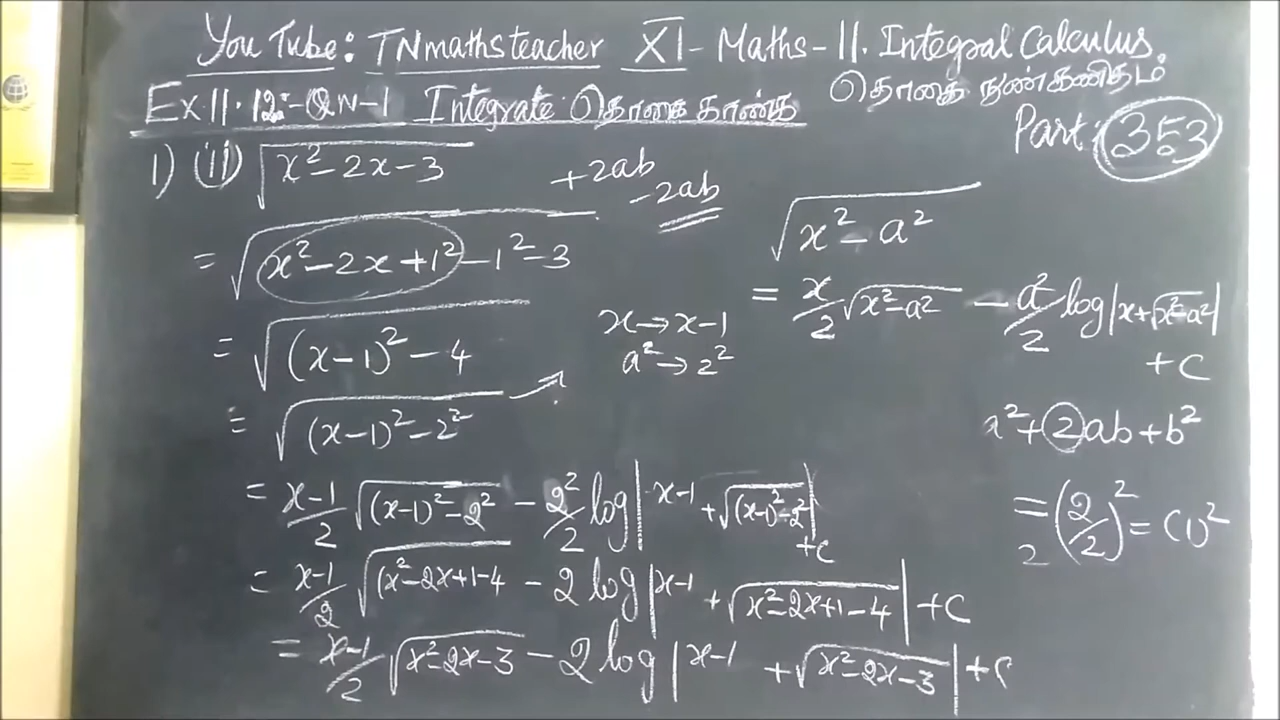 YouTube: TNmathsteacher XI - Maths - 11. Integral Calculus.
தொகை நுண்கணிதம்
Ex 11.12 - QN-1 Integrate தொகை காண்க
Part: 353
1) (ii) √(x² - 2x - 3)
+2ab
-2ab
= √(x² - 2x + 1² - 1² - 3)
= √((x-1)² - 4)
= √((x-1)² - 2²)
x → x-1
a² → 2²
√(x² - a²)
= x/2 √(x² - a²) - a²/2 log|x + √(x² - a²)| + c
+ 2ab + b²
= (2/2)² = (1)²
2
= x-1/2 √((x-1)² - 2²) - 2²/2 log|x-1 + √((x-1)² - 2²)| + c
= x-1/2 √((x² - 2x + 1 - 4) - 2 log|x-1 + √(x² - 2x + 1 - 4)| + c
= x-1/2 √(x² - 2x - 3) - 2 log|x-1 + √(x² - 2x - 3)| + c